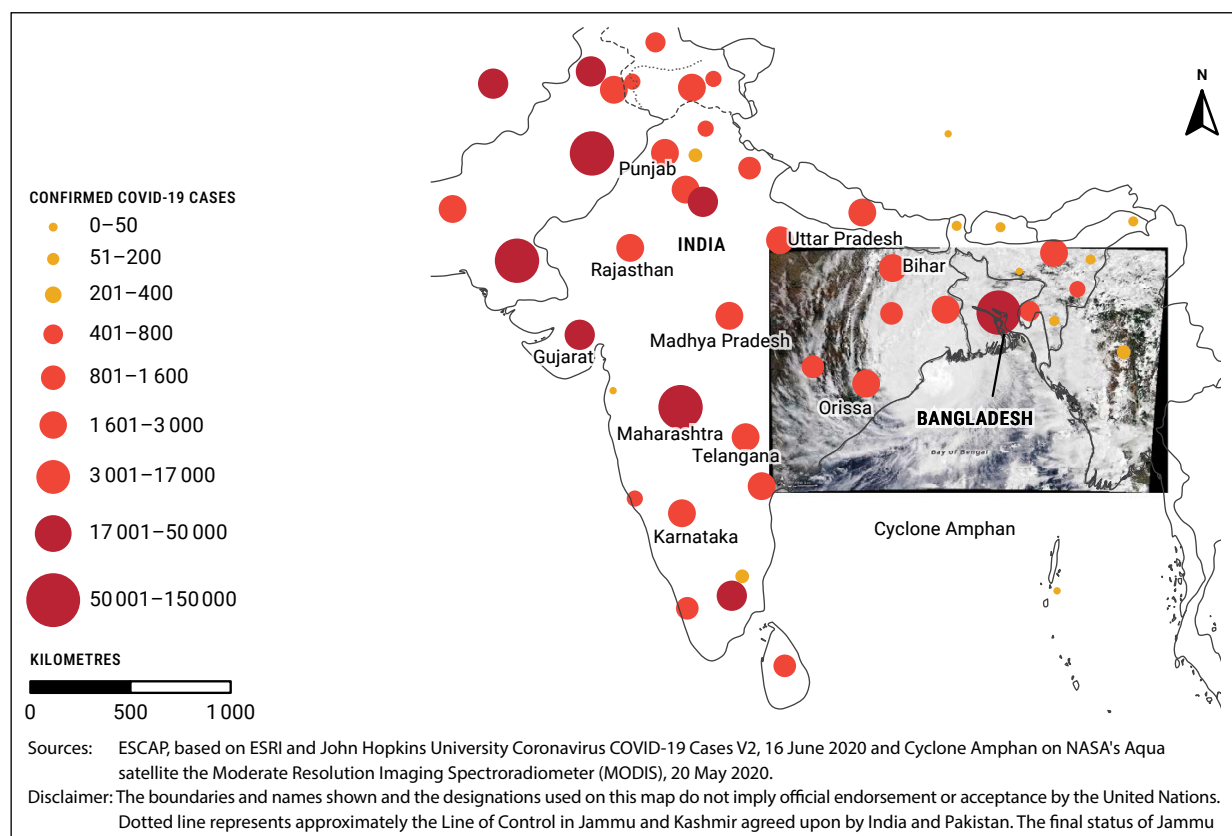 N
CONFIRMED COVID-19 CASES
0–50
51–200
201–400
401–800
801–1 600
1 601–3 000
3 001–17 000
17 001–50 000
50 001–150 000
KILOMETRES
0 500 1 000
Punjab
INDIA
Uttar Pradesh
Rajasthan
Bihar
Madhya Pradesh
Gujarat
Orissa
BANGLADESH
Maharashtra
Telangana
Bay of Bengal
Karnataka
Cyclone Amphan
Sources: ESCAP, based on ESRI and John Hopkins University Coronavirus COVID-19 Cases V2, 16 June 2020 and Cyclone Amphan on NASA's Aqua
satellite the Moderate Resolution Imaging Spectroradiometer (MODIS), 20 May 2020.
Disclaimer: The boundaries and names shown and the designations used on this map do not imply official endorsement or acceptance by the United Nations.
Dotted line represents approximately the Line of Control in Jammu and Kashmir agreed upon by India and Pakistan. The final status of Jammu